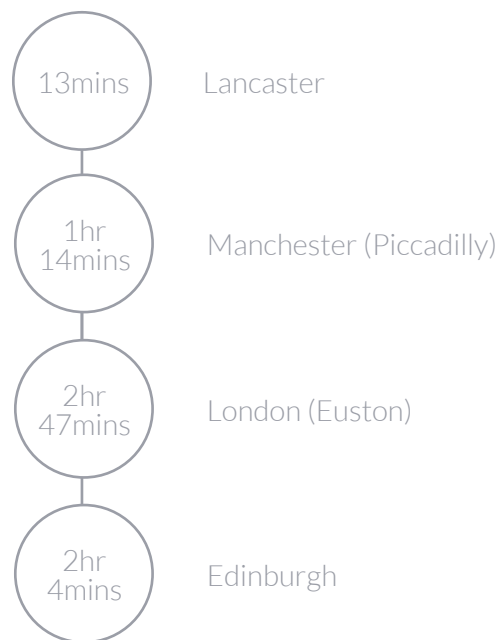 13mins Lancaster
1hr
14mins
Manchester (Piccadilly)
2hr
47mins
London (Euston)
2hr
4mins
Edinburgh